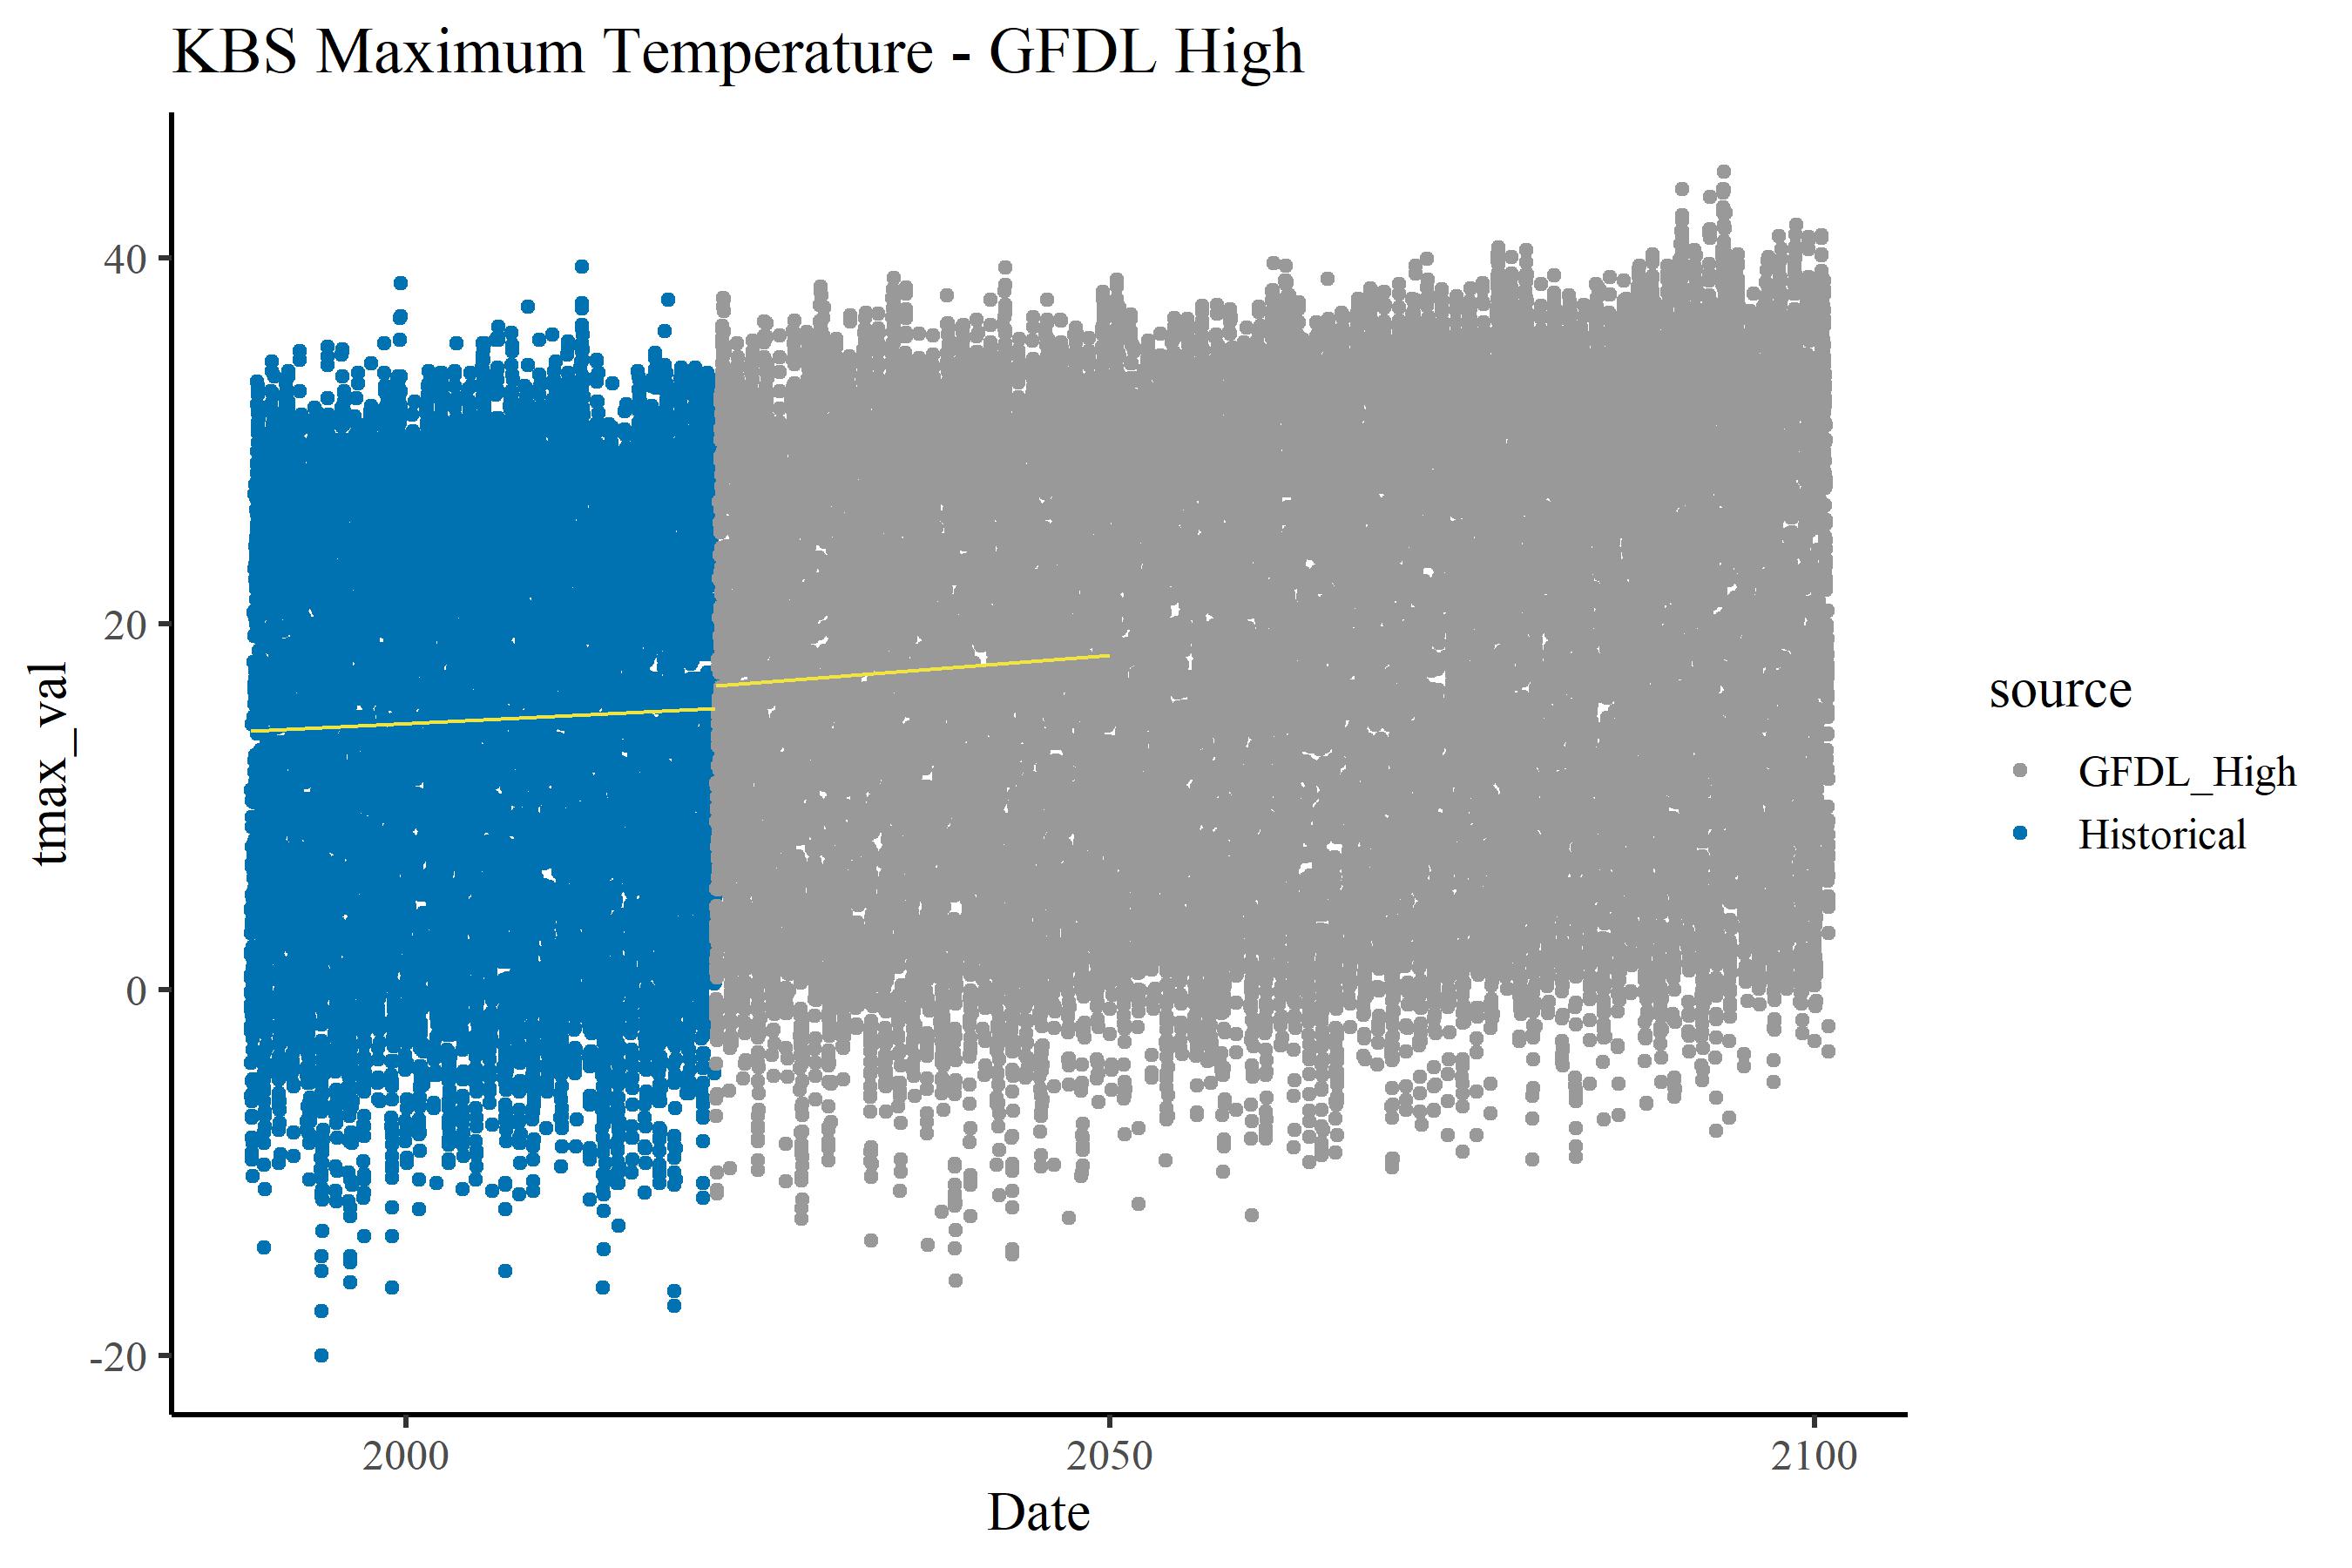 KBS Maximum Temperature - GFDL High
tmax_val
40
20
0
-20
2000
2050
2100
Date
source
GFDL_High
Historical